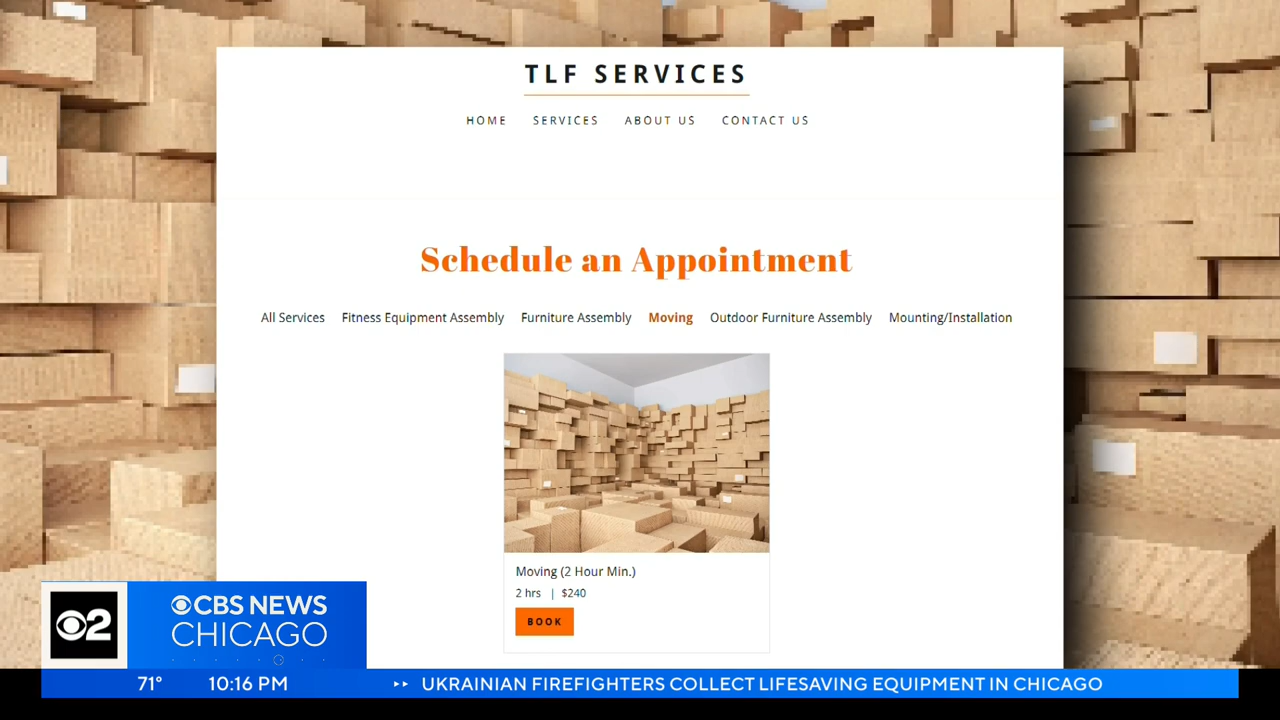 TLF SERVICES
HOME SERVICES ABOUT US CONTACT US
Schedule an Appointment
All Services Fitness Equipment Assembly Furniture Assembly Moving Outdoor Furniture Assembly Mounting/Installation
Moving (2 Hour Min.)
2 hrs | $240
BOOK
2 CBS NEWS
CHICAGO
71° 10:16 PM UKRAINIAN FIREFIGHTERS COLLECT LIFESAVING EQUIPMENT IN CHICAGO